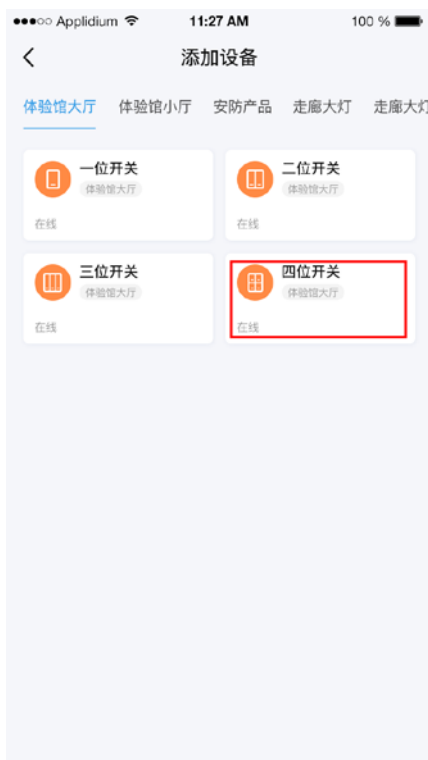 Applidium 11:27 AM 100 %
添加设备
体验馆大厅 体验馆小厅 安防产品 走廊大灯 走廊大灯
一位开关
体验馆大厅
在线
二位开关
体验馆大厅
在线
三位开关
体验馆大厅
在线
四位开关
体验馆大厅
在线